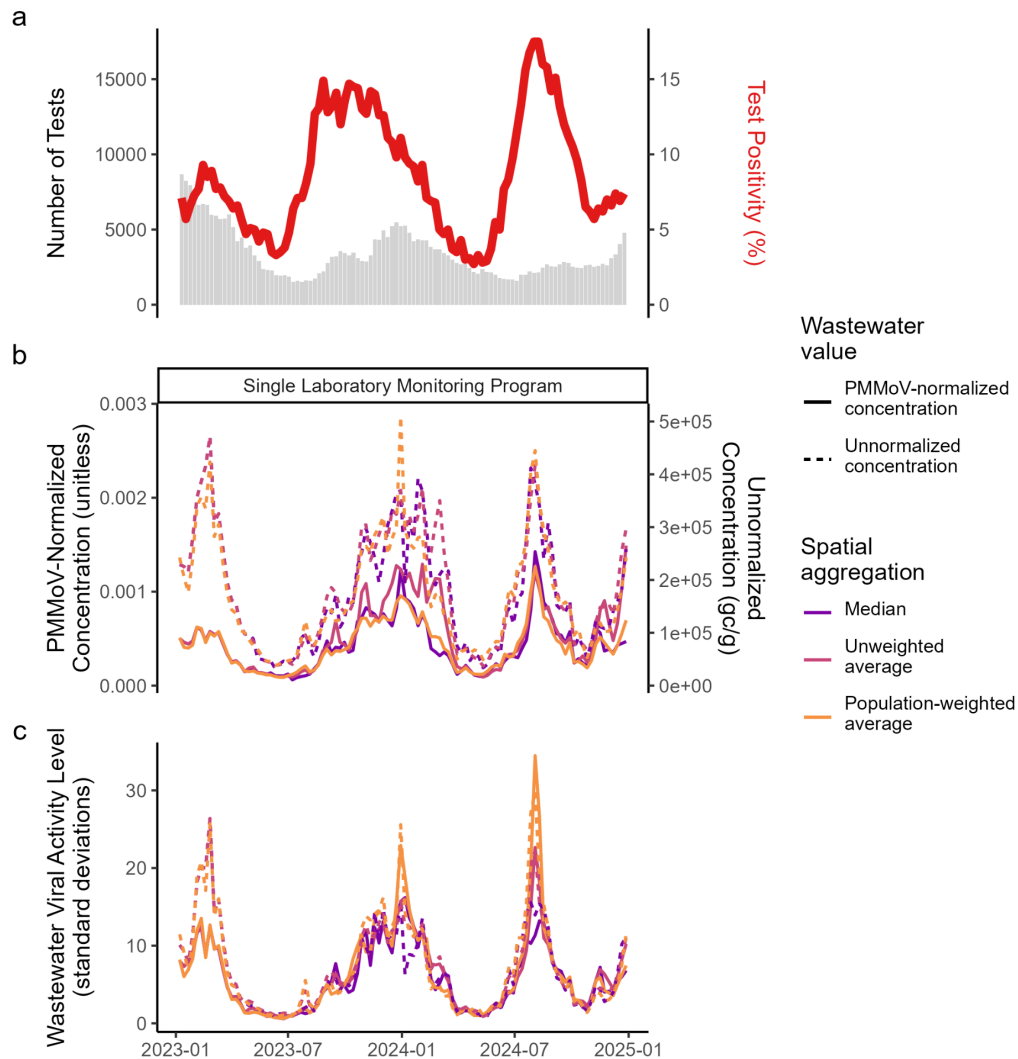 a
Number of Tests
15000
10000
5000
0
15
10
5
0
Test Positivity (%)
b
Single Laboratory Monitoring Program
PMMoV-Normalized
Concentration (unitless)
0.003
0.002
0.001
0.000
5e+05
4e+05
3e+05
2e+05
1e+05
0e+00
Unnormalized
Concentration (gc/g)
c
Wastewater Viral Activity Level
(standard deviations)
30
20
10
0
2023-01
2023-07
2024-01
2024-07
2025-01
Wastewater
value
PMMoV-normalized
concentration
Unnormalized
concentration
Spatial
aggregation
Median
Unweighted
average
Population-weighted
average